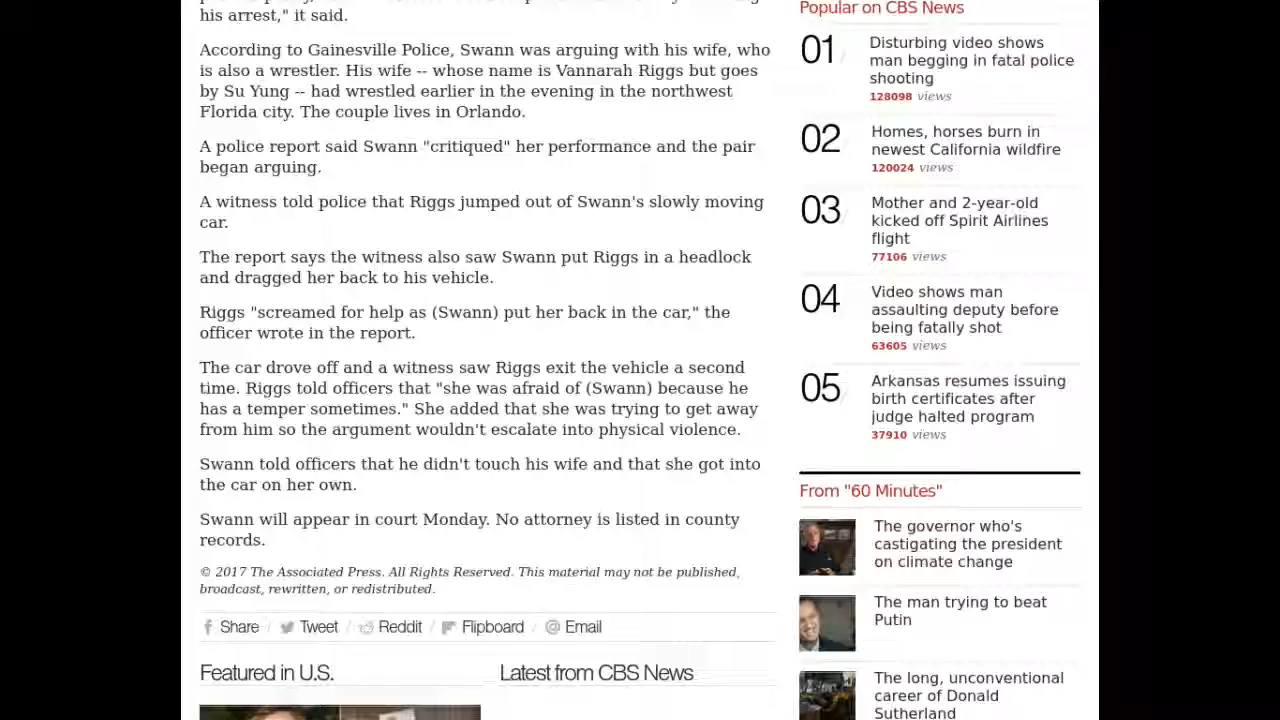 his arrest," it said.
According to Gainesville Police, Swann was arguing with his wife, who
is also a wrestler. His wife -- whose name is Vannarah Riggs but goes
by Su Yung -- had wrestled earlier in the evening in the northwest
Florida city. The couple lives in Orlando.
A police report said Swann "critiqued" her performance and the pair
began arguing.
A witness told police that Riggs jumped out of Swann's slowly moving
car.
The report says the witness also saw Swann put Riggs in a headlock
and dragged her back to his vehicle.
Riggs "screamed for help as (Swann) put her back in the car," the
officer wrote in the report.
The car drove off and a witness saw Riggs exit the vehicle a second
time. Riggs told officers that "she was afraid of (Swann) because he
has a temper sometimes." She added that she was trying to get away
from him so the argument wouldn't escalate into physical violence.
Swann told officers that he didn't touch his wife and that she got into
the car on her own.
Swann will appear in court Monday. No attorney is listed in county
records.
© 2017 The Associated Press. All Rights Reserved. This material may not be published,
broadcast, rewritten, or redistributed.
Share / Tweet / Reddit / Flipboard / Email
Featured in U.S.
Latest from CBS News
Popular on CBS News
01/
Disturbing video shows
man begging in fatal police
shooting
128098 views
02/
Homes, horses burn in
newest California wildfire
120024 views
03/
Mother and 2-year-old
kicked off Spirit Airlines
flight
77106 views
04/
Video shows man
assaulting deputy before
being fatally shot
63605 views
05/
Arkansas resumes issuing
birth certificates after
judge halted program
37910 views
From "60 Minutes"
The governor who's
castigating the president
on climate change
The man trying to beat
Putin
The long, unconventional
career of Donald
Sutherland